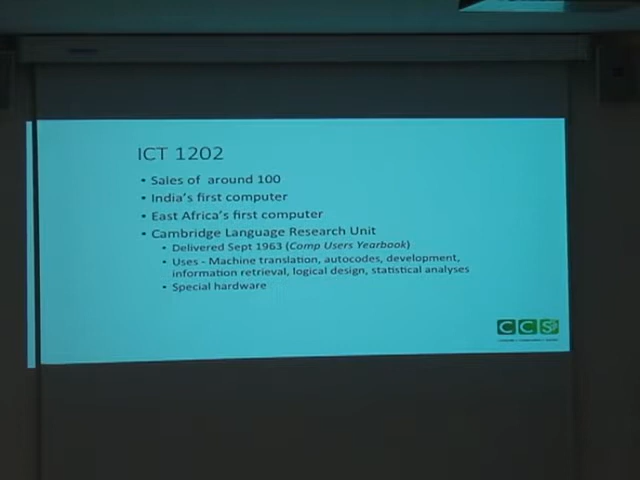 ICT 1202
• Sales of around 100
• India's first computer
• East Africa's first computer
• Cambridge Language Research Unit
• Delivered Sept 1963 (Comp Users Yearbook)
• Uses - Machine translation, autocodes, development,
information retrieval, logical design, statistical analyses
• Special hardware
CCS